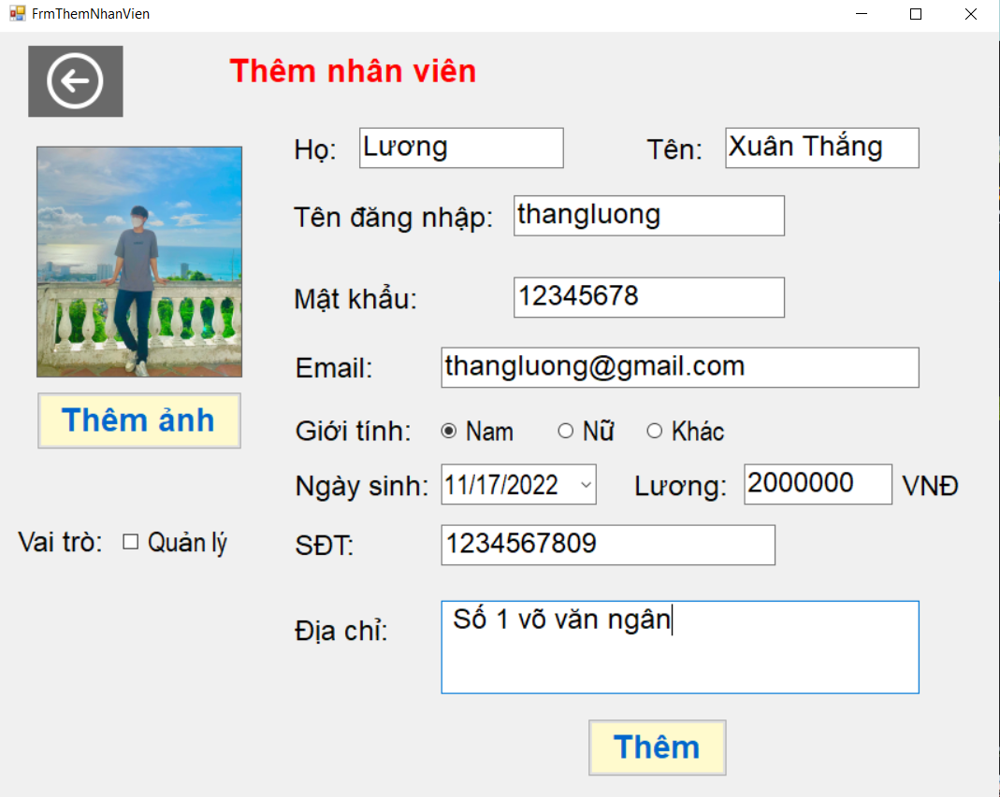 FrmThemNhanVien
Thêm nhân viên
Họ: Lương Tên: Xuân Thắng
Tên đăng nhập: thangluong
Mật khẩu: 12345678
Email: thangluong@gmail.com
Thêm ảnh
Giới tính: Nam Nữ Khác
Ngày sinh: 11/17/2022 Lương: 2000000 VNĐ
Vai trò: Quản lý SĐT: 1234567809
Địa chỉ: Số 1 võ văn ngân
Thêm